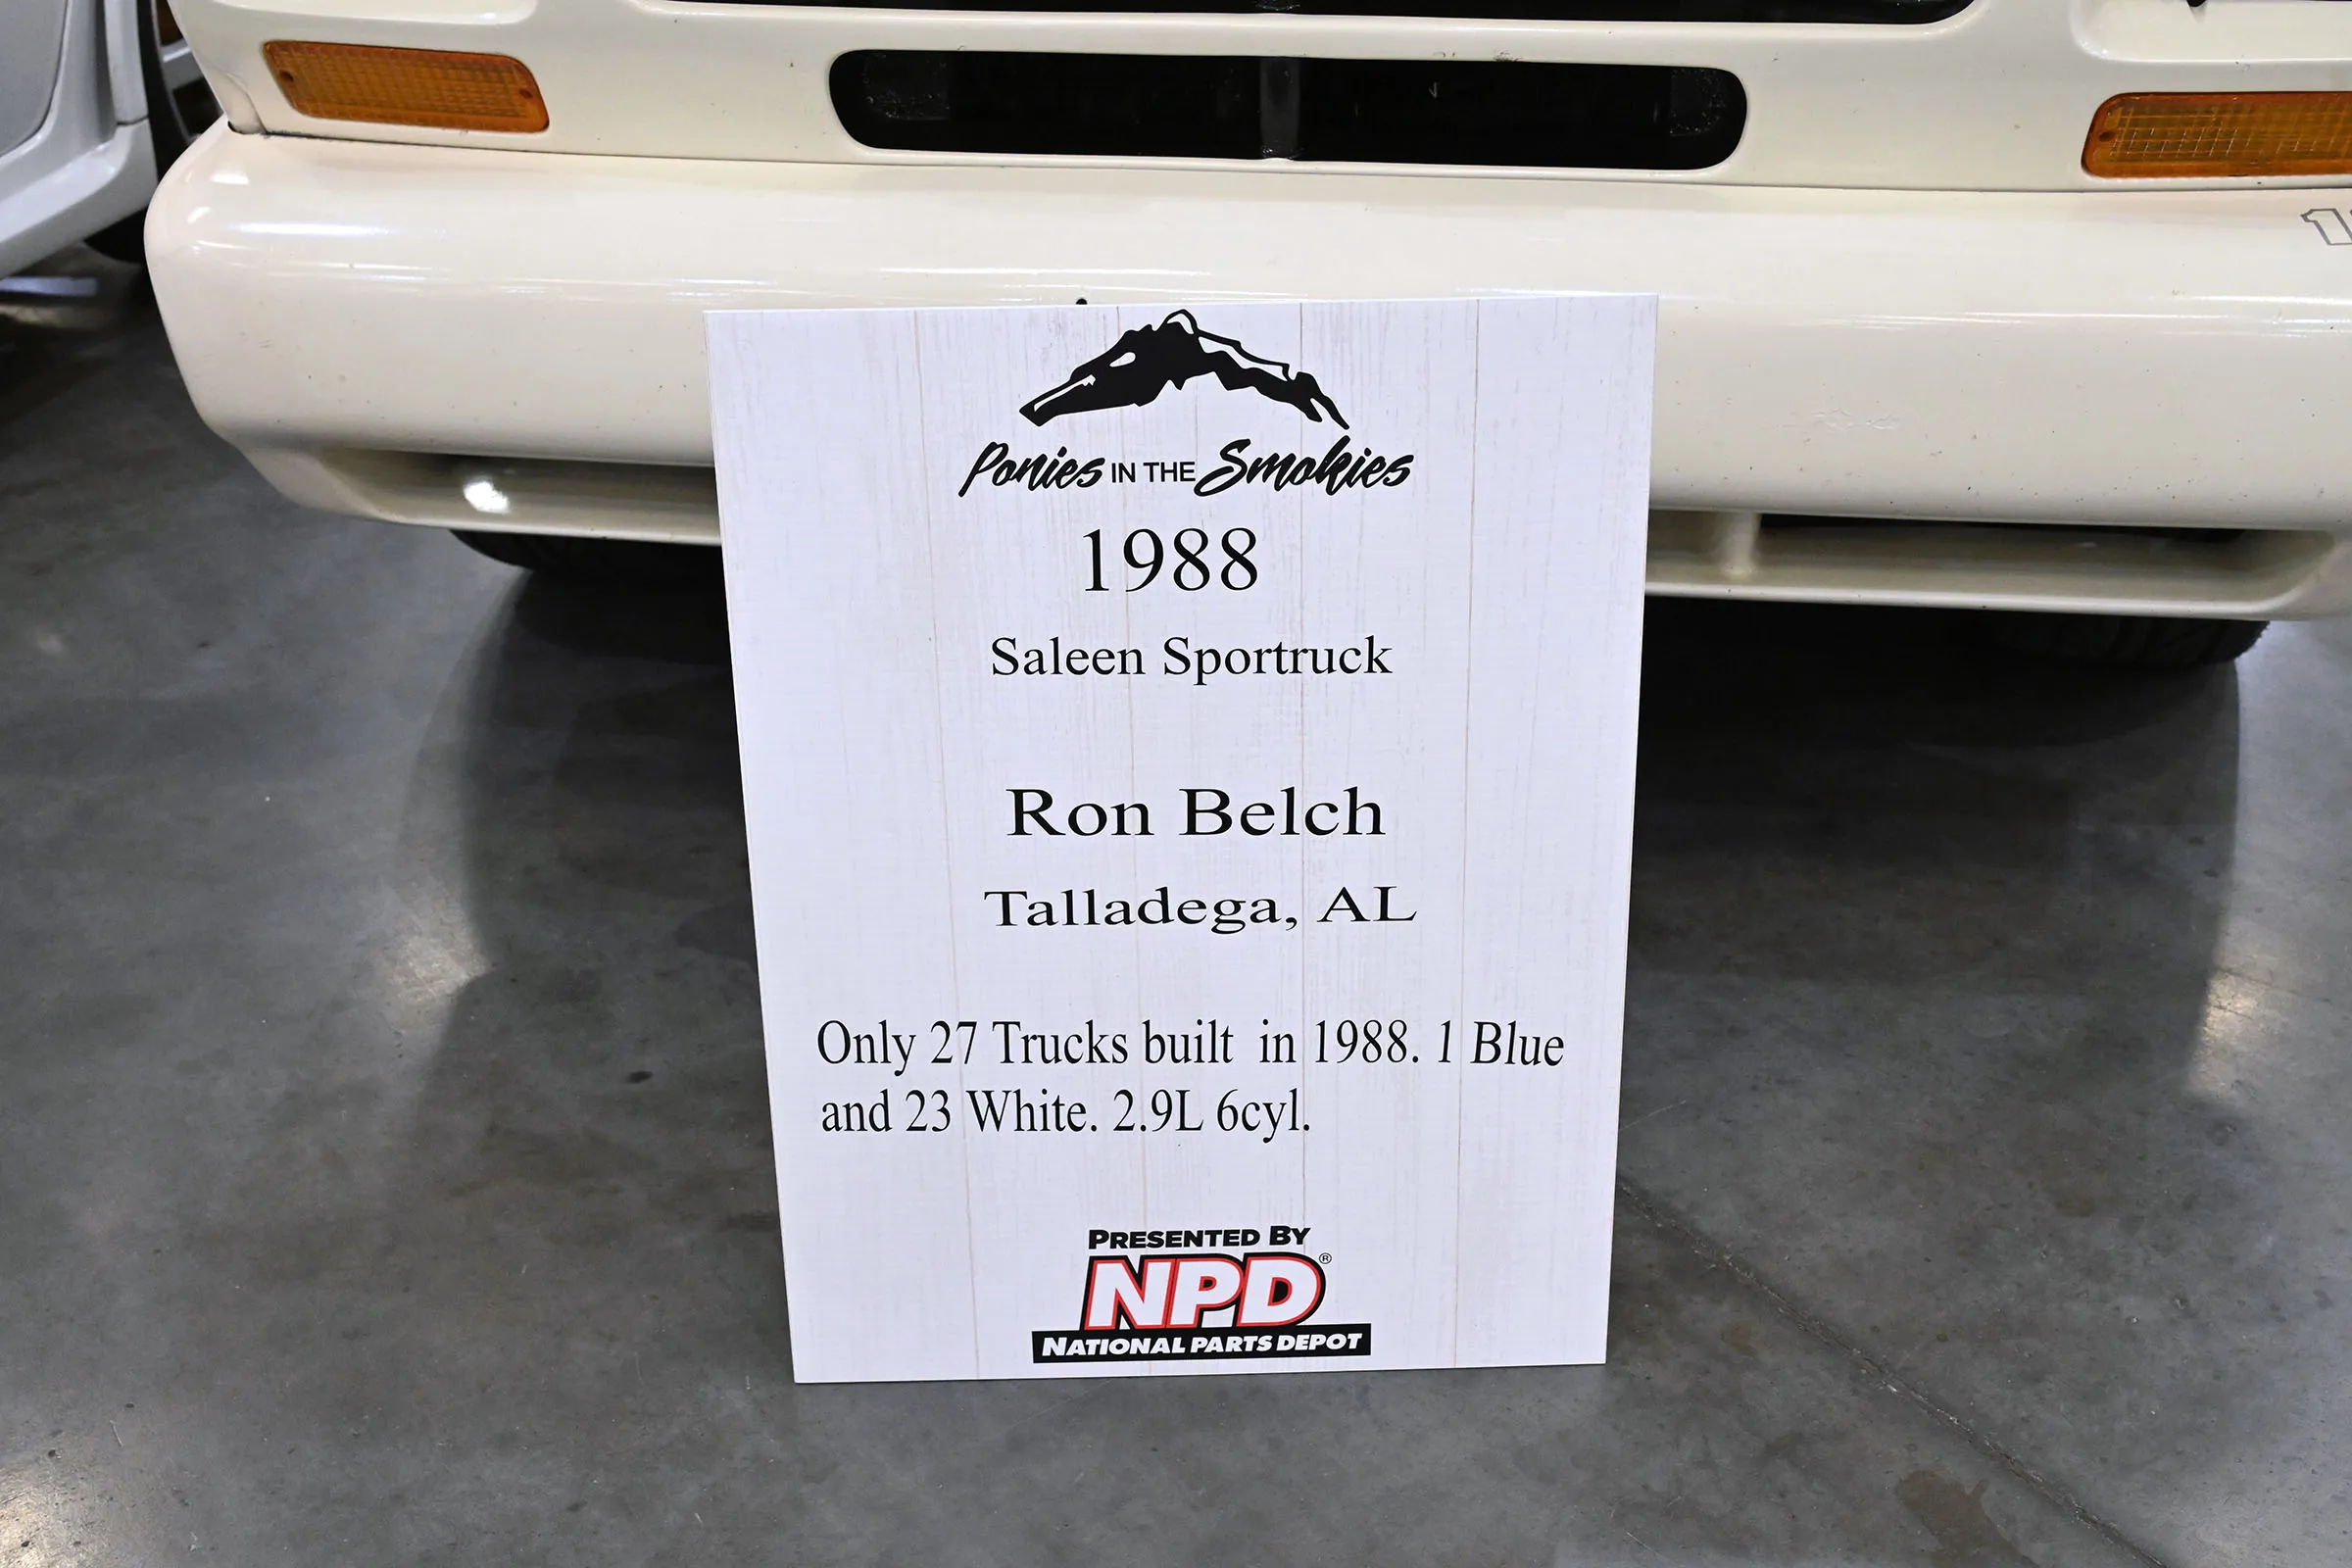 Ponies IN THE Smokies
1988
Saleen Sportruck
Ron Belch
Talladega, AL
Only 27 Trucks built in 1988. 1 Blue
and 23 White. 2.9L 6cyl.
PRESENTED BY
NPD®
NATIONAL PARTS DEPOT